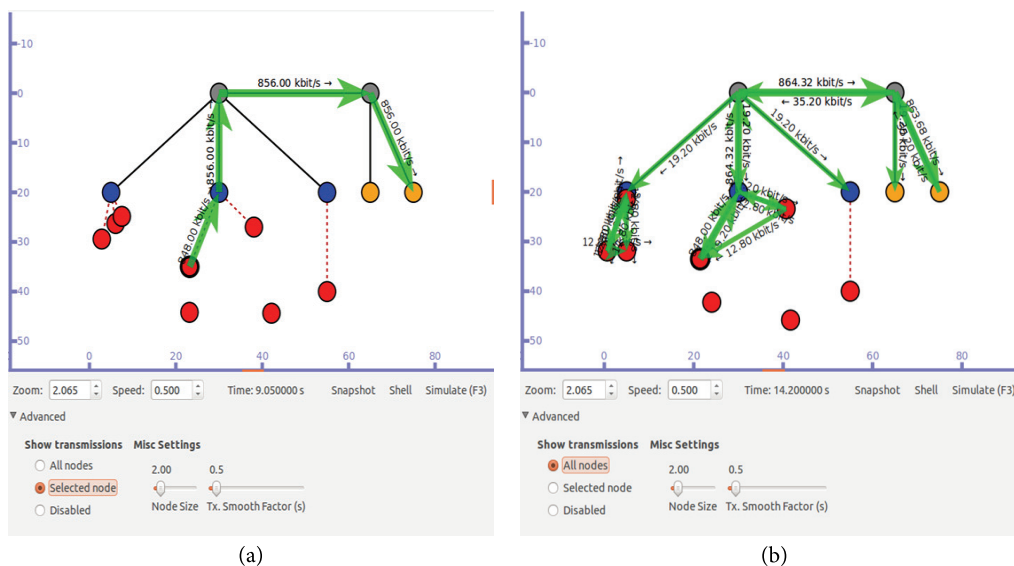 -10
0
10
20
30
40
50
0 20 40 60 80
856.00 kbit/s →
856.00 kbit/s→
856.00 kbit/s→
848.00 kbit/s→
Zoom: 2.065 Speed: 0.500 Time: 9.050000 s Snapshot Shell Simulate (F3)
Advanced
Show transmissions Misc Settings
All nodes
Selected node
Disabled
2.00 0.5
Node Size Tx. Smooth Factor (s)
(a)
-10
0
10
20
30
40
50
0 20 40 60 80
864.32 kbit/s →
← 35.20 kbit/s
863.68 kbit/s→
← 19.20 kbit/s
19.20 kbit/s
864.32 kbit/s→
19.20 kbit/s
848.00 kbit/s
19.20 kbit/s
← 12.80 kbit/s
Zoom: 2.065 Speed: 0.500 Time: 14.200000 s Snapshot Shell Simulate (F3)
Advanced
Show transmissions Misc Settings
All nodes
Selected node
Disabled
2.00 0.5
Node Size Tx. Smooth Factor (s)
(b)